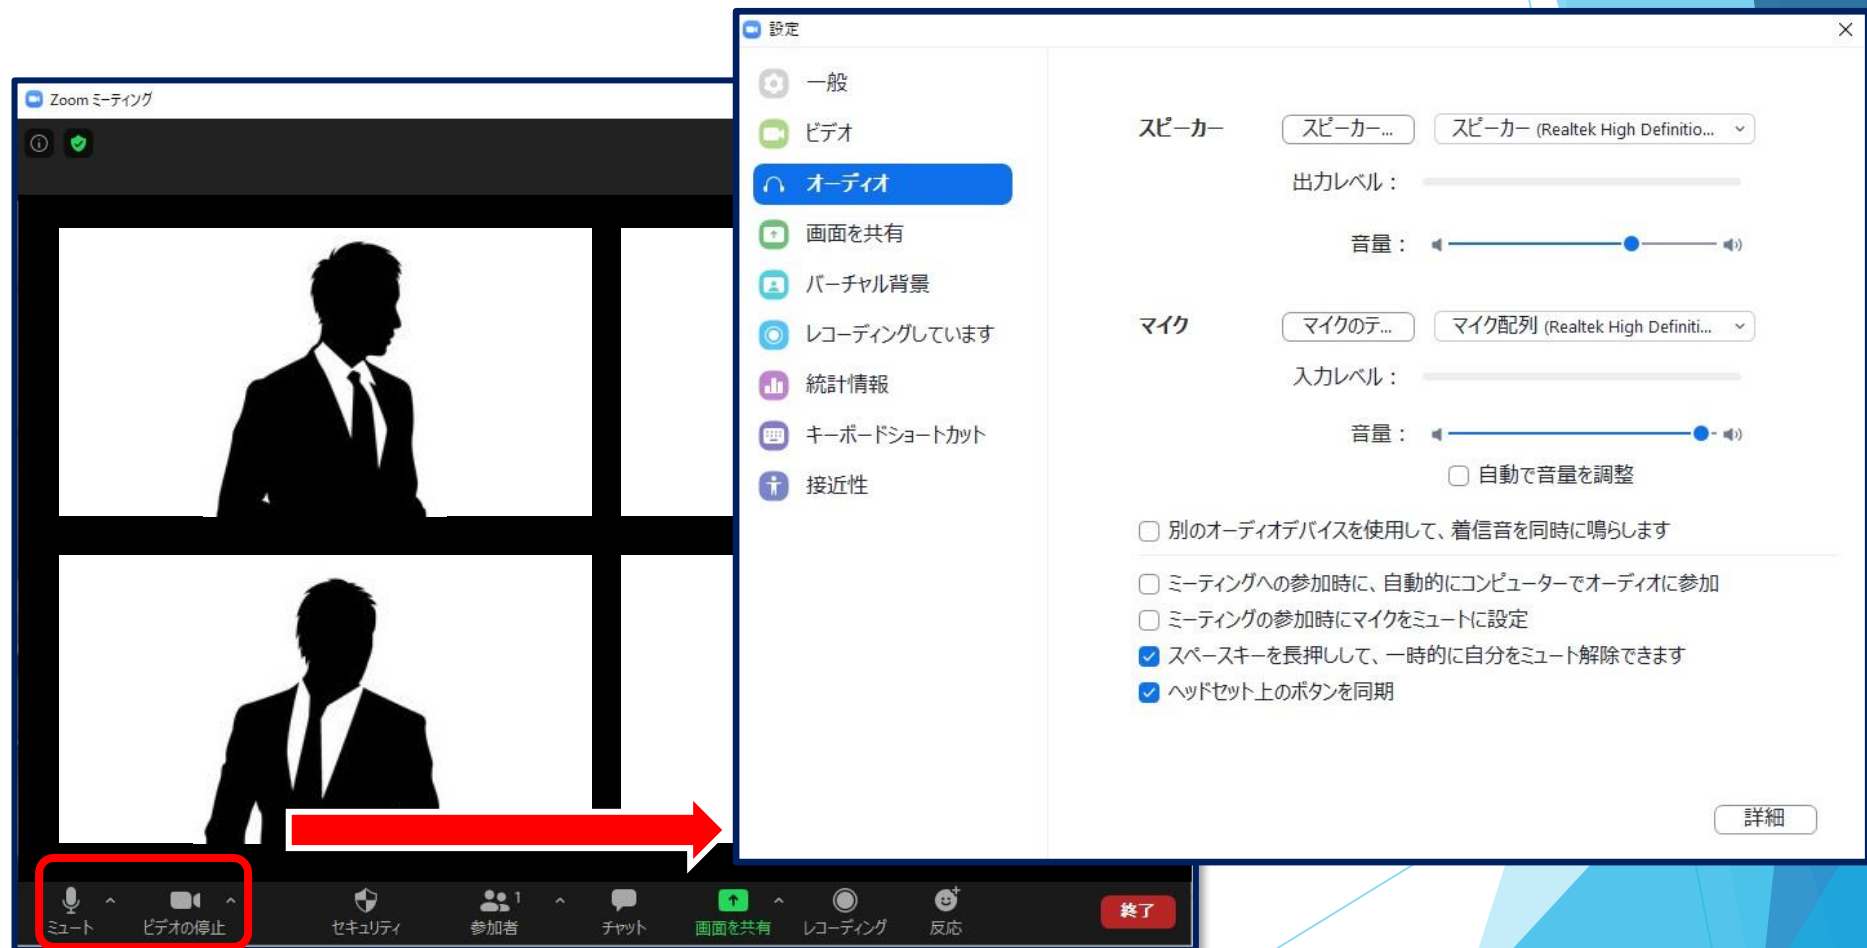 Zoom ミーティング
ミュート
ビデオの停止
セキュリティ
参加者
1
チャット
画面を共有
レコーディング
反応
終了
設定
一般
ビデオ
オーディオ
画面を共有
バーチャル背景
レコーディングしています
統計情報
キーボードショートカット
接近性
スピーカー スピーカー... スピーカー (Realtek High Definitio...
出力レベル：
音量：
マイク マイクのテ... マイク配列 (Realtek High Definiti...
入力レベル：
音量：
自動で音量を調整
別のオーディオデバイスを使用して、着信音を同時に鳴らします
ミーティングへの参加時に、自動的にコンピューターでオーディオに参加
ミーティングの参加時にマイクをミュートに設定
スペースキーを長押しして、一時的に自分をミュート解除できます
ヘッドセット上のボタンを同期
詳細